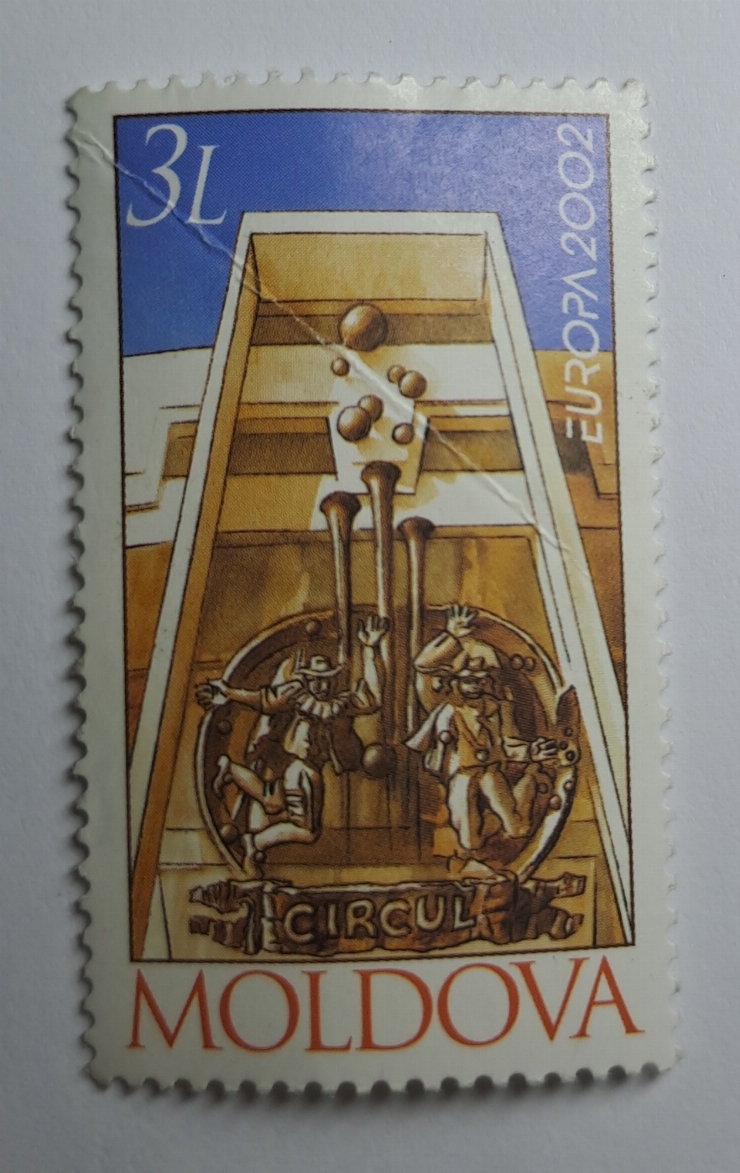 3L
EUROPA 2002
CIRCUL
MOLDOVA